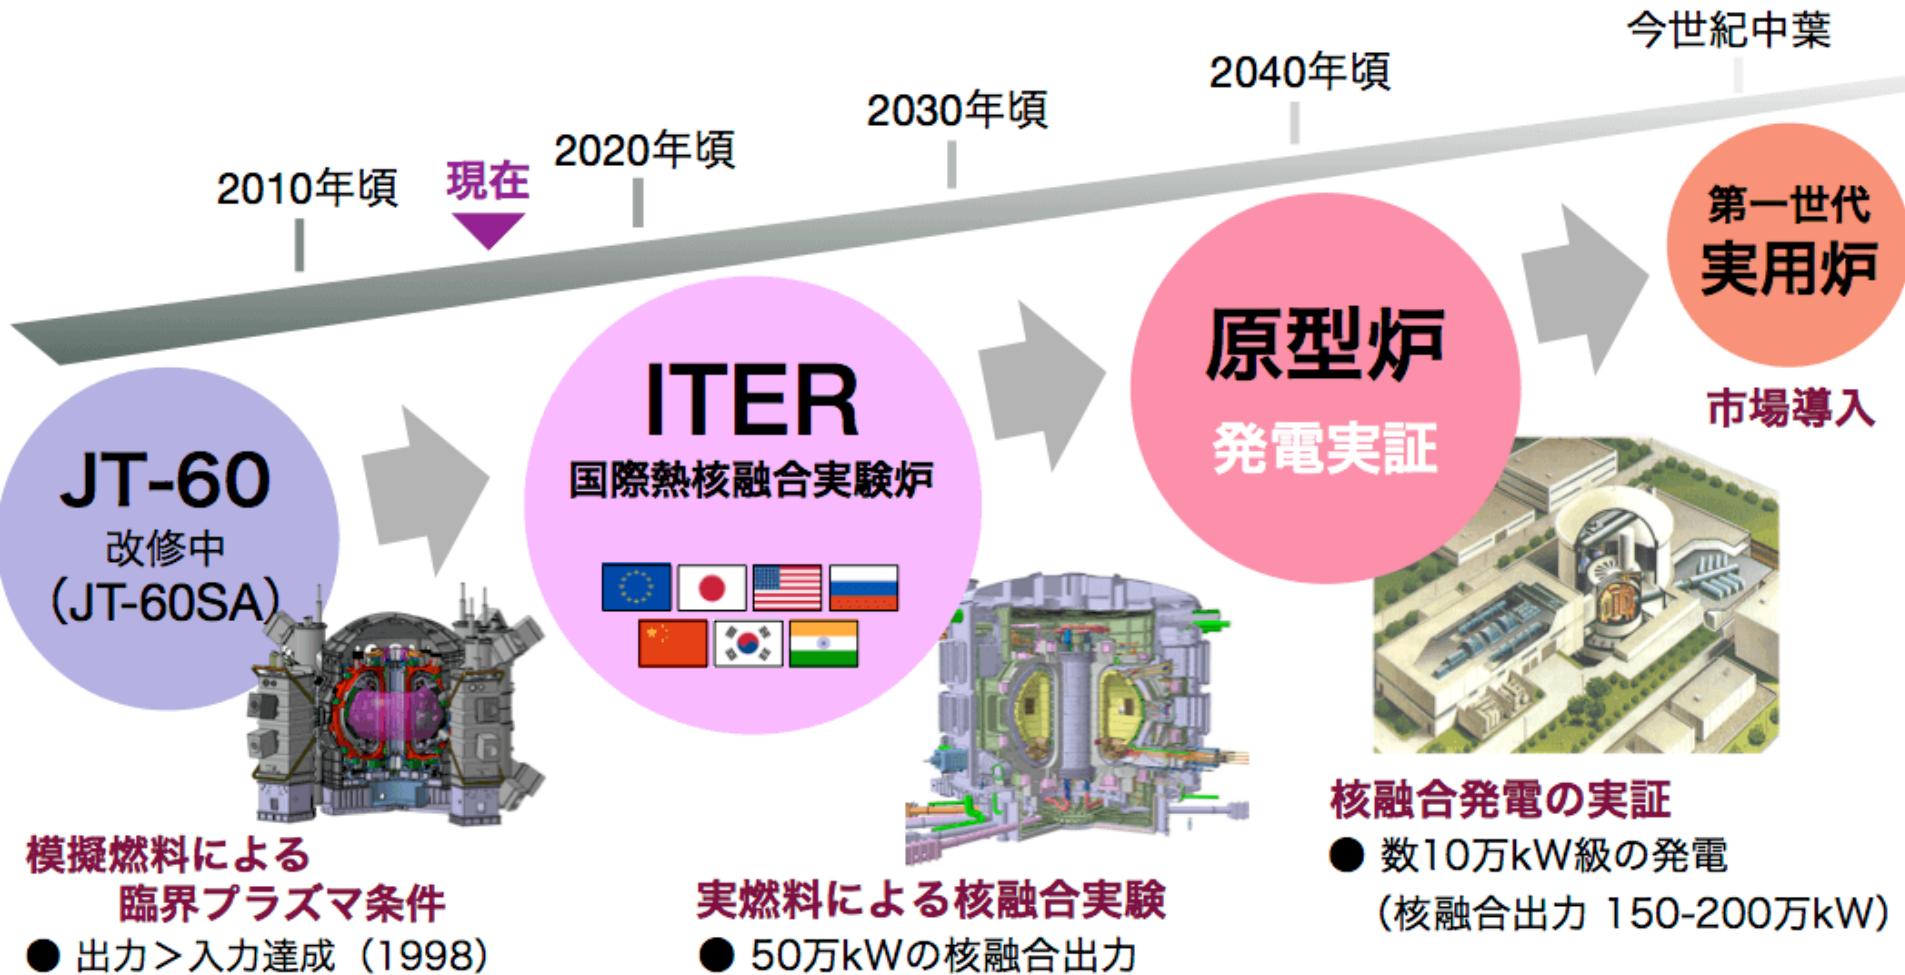 今世紀中葉
2040年頃
2030年頃
2020年頃
現在
2010年頃
JT-60
改修中
（JT-60SA）
ITER
国際熱核融合実験炉
原型炉
発電実証
第一世代
実用炉
市場導入
模擬燃料による
臨界プラズマ条件
● 出力＞入力達成（1998）
実燃料による核融合実験
● 50万kWの核融合出力
核融合発電の実証
● 数10万kW級の発電
（核融合出力 150-200万kW）